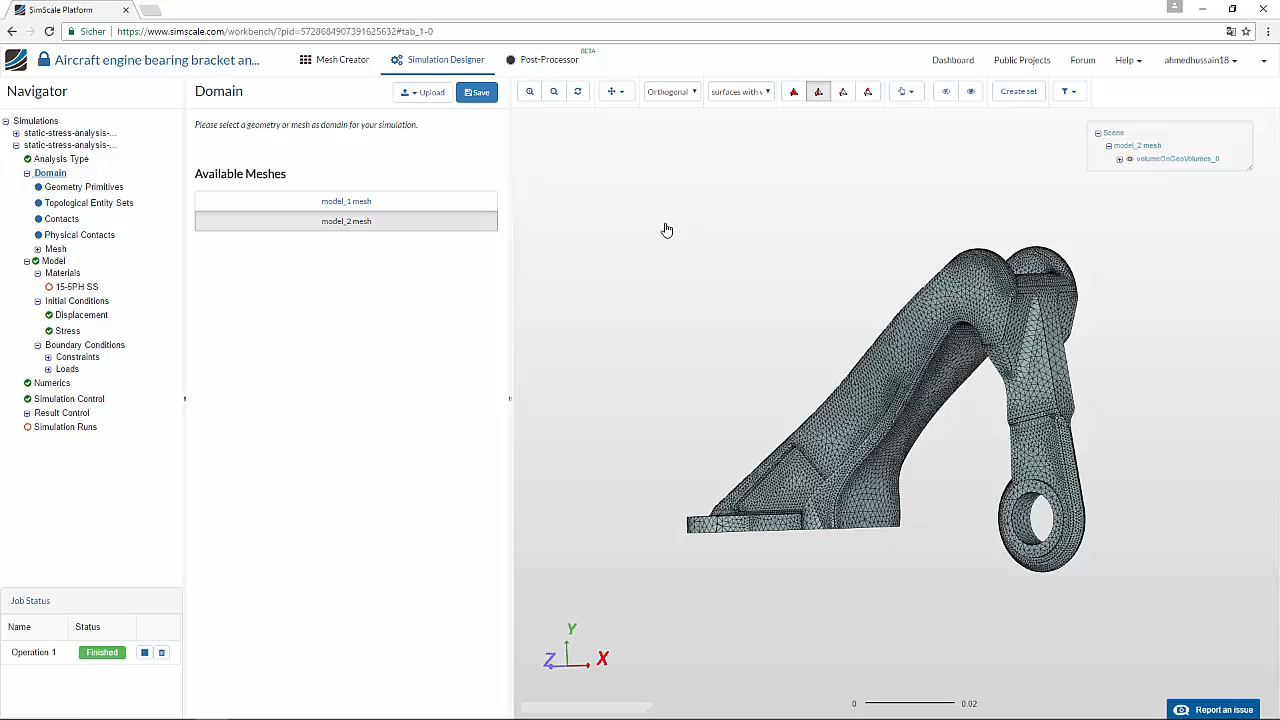 SimScale Platform
Sicher https://www.simscale.com/workbench/?pid=5728684907391625632#tab_1-0
Aircraft engine bearing bracket an...
Mesh Creator
Simulation Designer
Post-Processor
BETA
Dashboard
Public Projects
Forum
Help
ahmedhussain18
Navigator
Simulations
static-stress-analysis-...
static-stress-analysis-...
Analysis Type
Domain
Geometry Primitives
Topological Entity Sets
Contacts
Physical Contacts
Mesh
Model
Materials
15-5PH SS
Initial Conditions
Displacement
Stress
Boundary Conditions
Constraints
Loads
Numerics
Simulation Control
Result Control
Simulation Runs
Job Status
Name Status
Operation 1 Finished
Domain
Upload
Save
Please select a geometry or mesh as domain for your simulation.
Available Meshes
model_1 mesh
model_2 mesh
Orthogonal
surfaces with
Create set
Scene
model_2 mesh
volumeOnGeoVolumes_0
Y
Z
X
0 0.02
Report an issue